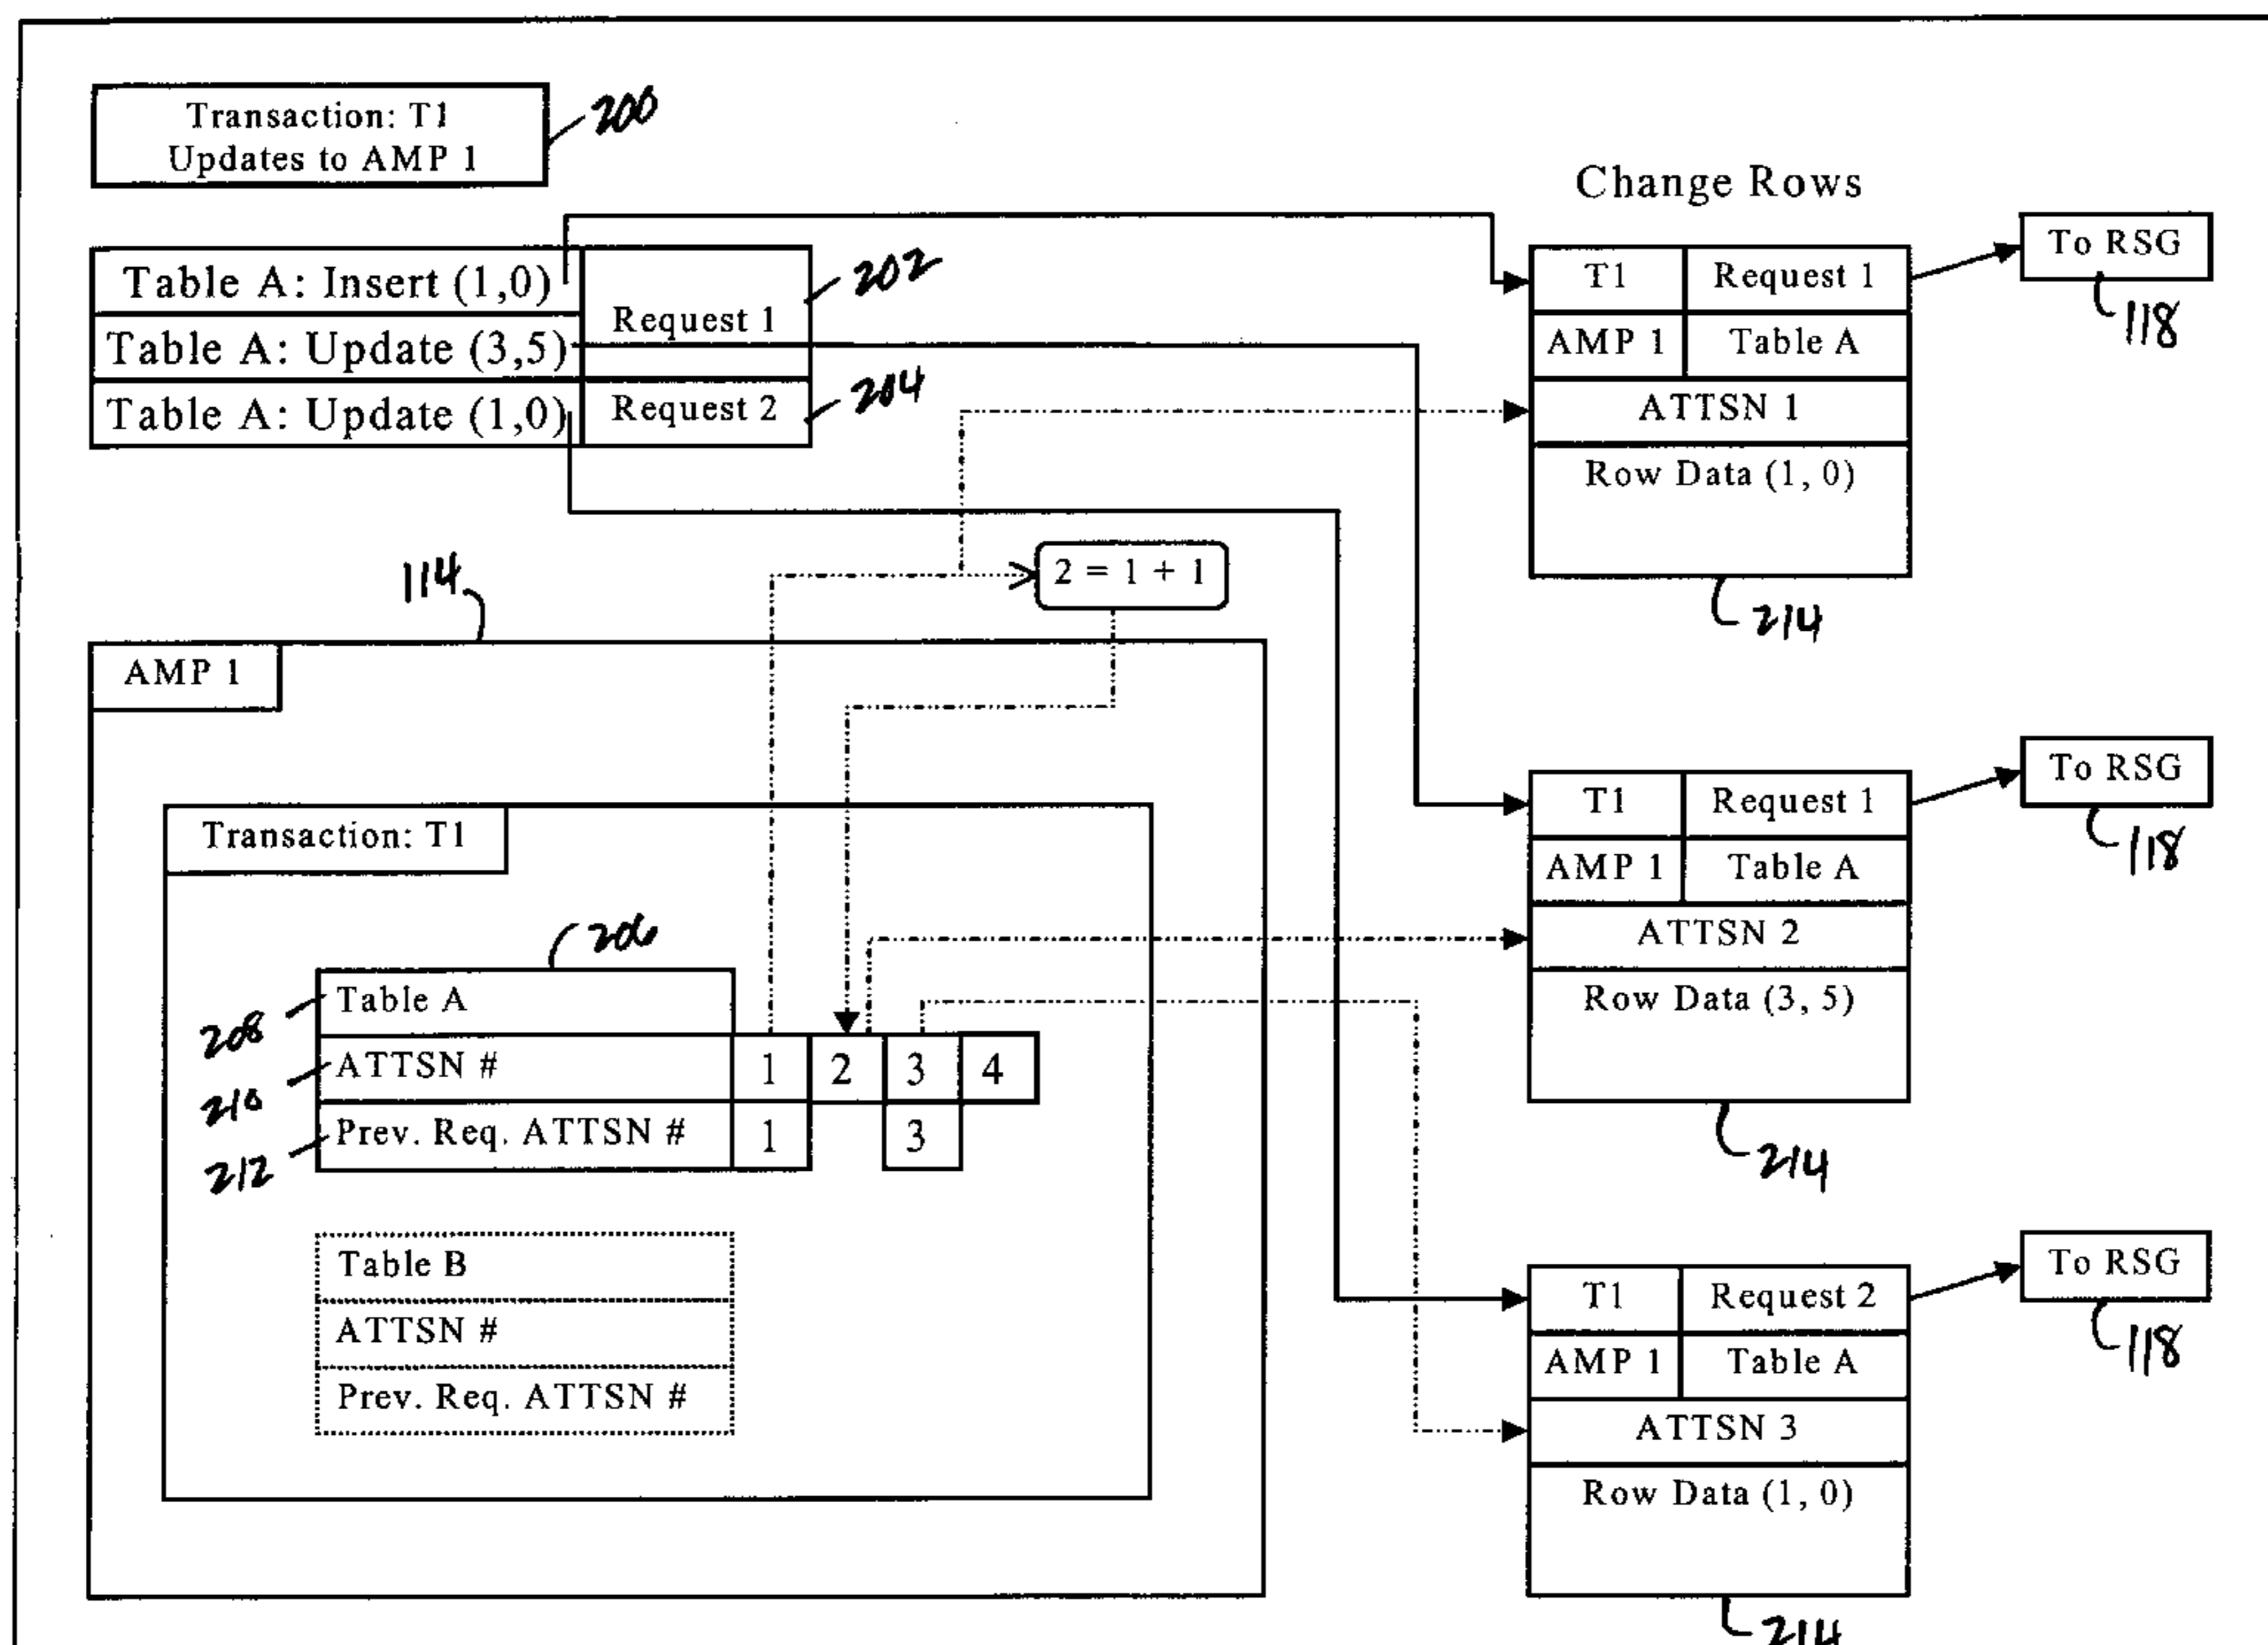 Transaction: T1
Updates to AMP 1
200
Change Rows
Table A: Insert (1,0)
Table A: Update (3,5)
Request 1
202
Table A: Update (1,0)
Request 2
204
T1 Request 1
AMP 1 Table A
ATTSN 1
Row Data (1, 0)
214
To RSG
118
2 = 1 + 1
114
AMP 1
Transaction: T1
206
208
Table A
210
ATTSN # 1 2 3 4
212
Prev. Req. ATTSN # 1 3
Table B
ATTSN #
Prev. Req. ATTSN #
T1 Request 1
AMP 1 Table A
ATTSN 2
Row Data (3, 5)
214
To RSG
118
T1 Request 2
AMP 1 Table A
ATTSN 3
Row Data (1, 0)
214
To RSG
118